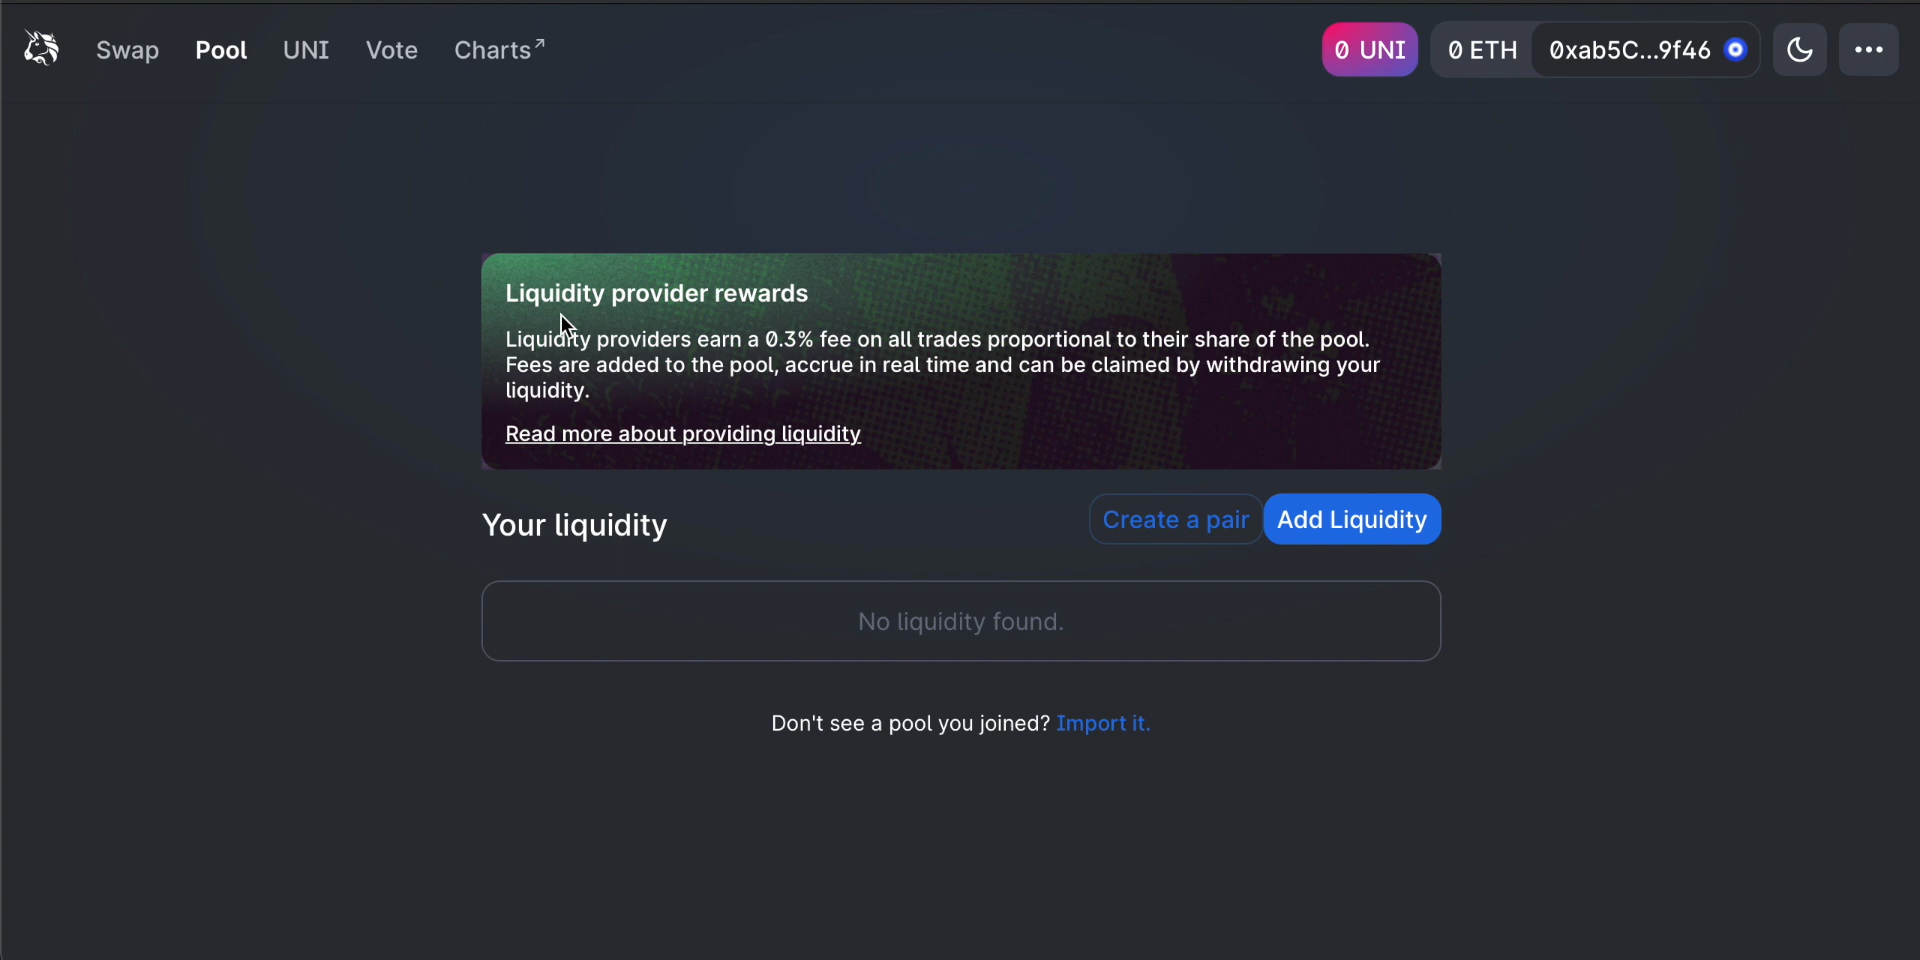 Swap Pool UNI Vote Charts↗ 0 UNI 0 ETH 0xab5C...9f46
Liquidity provider rewards
Liquidity providers earn a 0.3% fee on all trades proportional to their share of the pool.
Fees are added to the pool, accrue in real time and can be claimed by withdrawing your
liquidity.
Read more about providing liquidity
Your liquidity Create a pair Add Liquidity
No liquidity found.
Don't see a pool you joined? Import it.